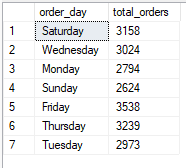 order_day total_orders
1 Saturday 3158
2 Wednesday 3024
3 Monday 2794
4 Sunday 2624
5 Friday 3538
6 Thursday 3239
7 Tuesday 2973